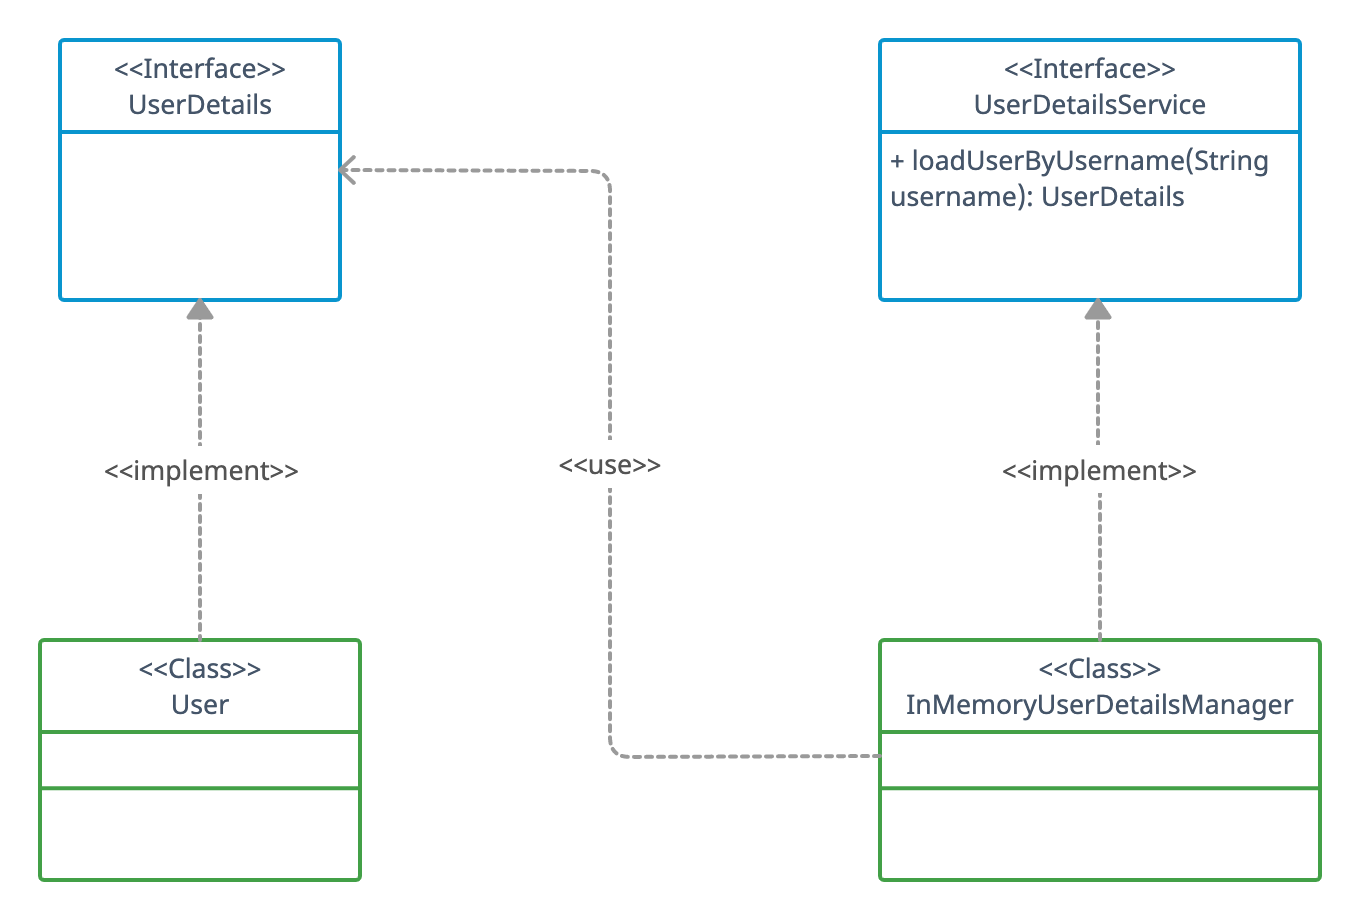 <<Interface>>
UserDetails
<<Interface>>
UserDetailsService
+ loadUserByUsername(String
username): UserDetails
<<implement>>
<<use>>
<<implement>>
<<Class>>
User
<<Class>>
InMemoryUserDetailsManager